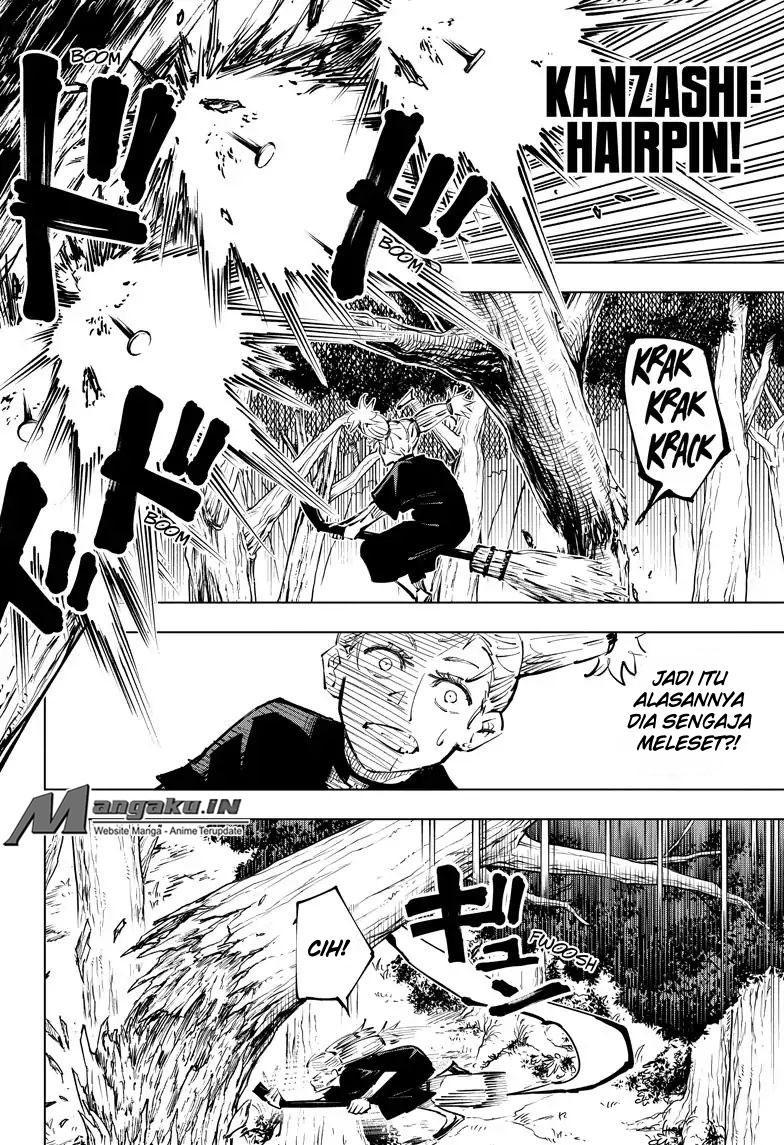 KANZASHI:
HAIRPIN!
BOOM
ド
ド
BOOM
BOOM
ド
ド
BOOM
KRAK
KRAK
KRACK
JADI ITU
ALASANNYA
DIA SENGAJA
MELESET?!
Mangaku.IN
Website Manga - Anime Terupdate
CIH!
ギュン
FWOOSH